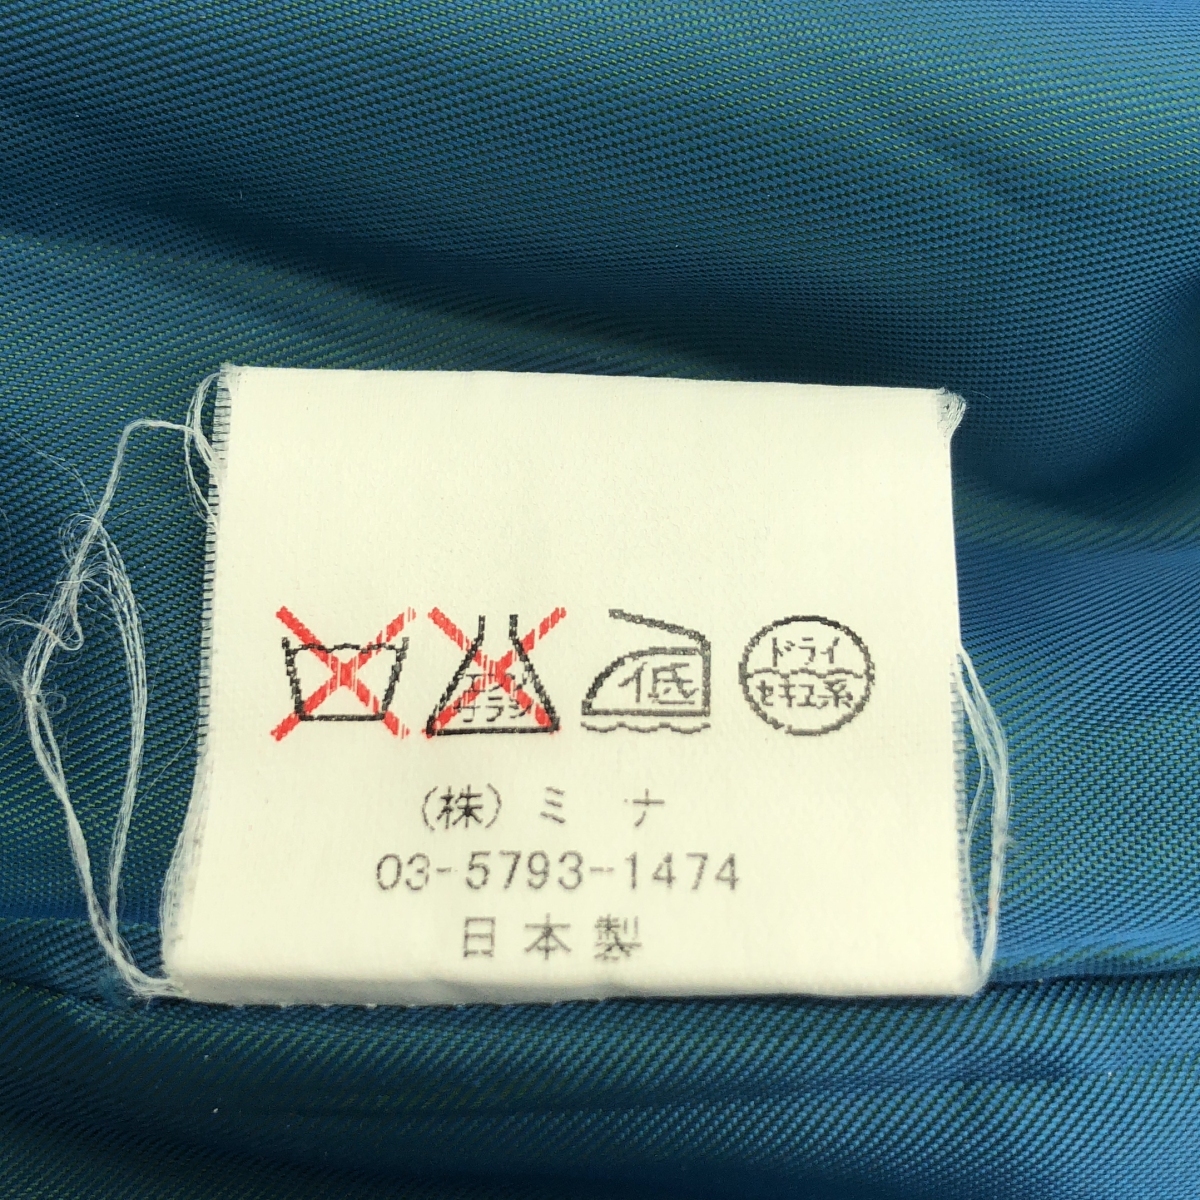 エンソ
サラシ
低
ドライ
セキユ系
(株)ミナ
03-5793-1474
日本製